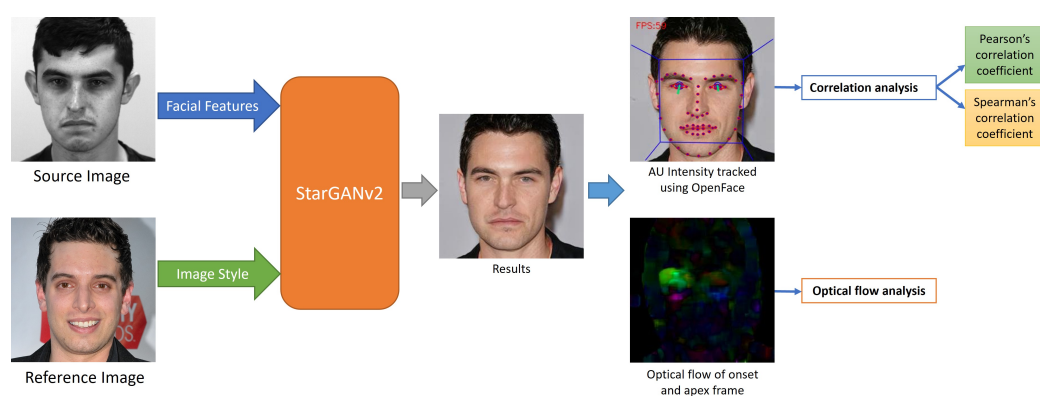 FPS:59
Pearson's
correlation
coefficient
Facial Features
Correlation analysis
Spearman's
correlation
coefficient
Source Image
AU Intensity tracked
using OpenFace
StarGANv2
Image Style
Results
Optical flow analysis
Reference Image
Optical flow of onset
and apex frame